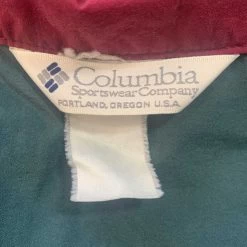 Columbia
Sportswear Company
PORTLAND, OREGON U.S.A.